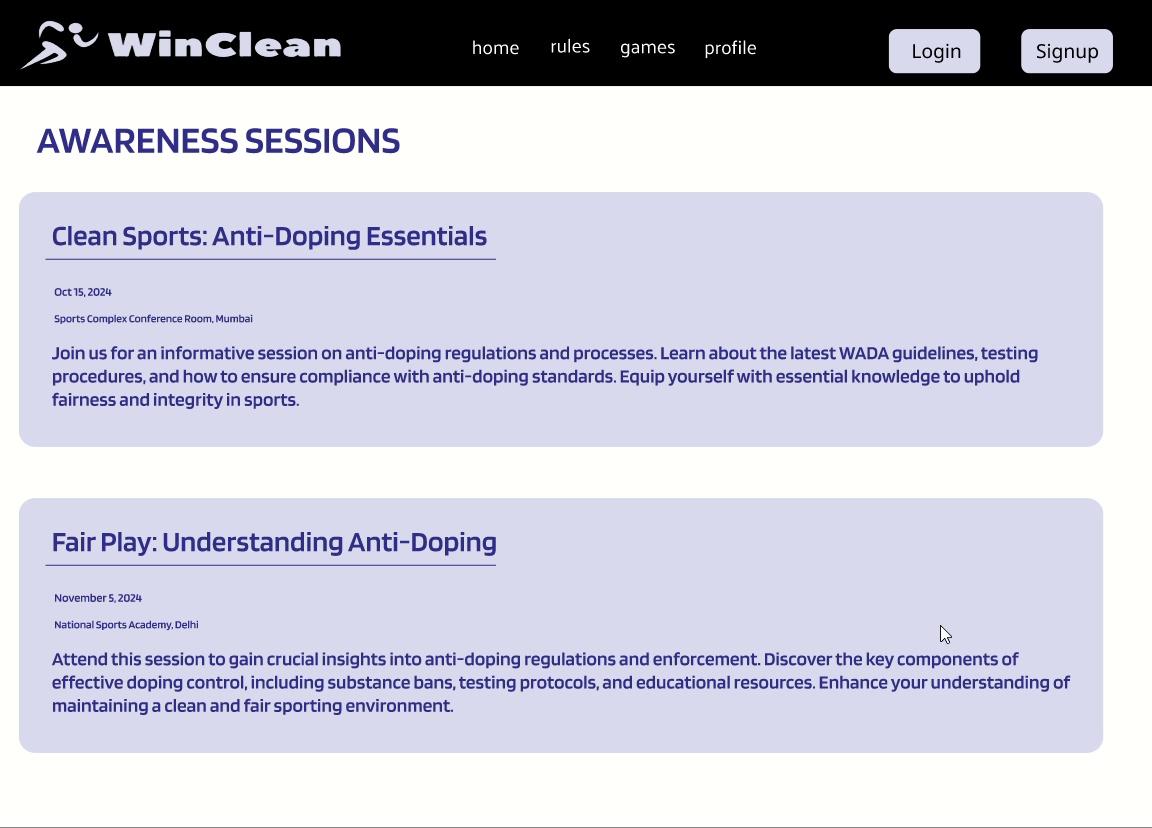 WinClean
home rules games profile
Login Signup
AWARENESS SESSIONS
Clean Sports: Anti-Doping Essentials
Oct 15, 2024
Sports Complex Conference Room, Mumbai
Join us for an informative session on anti-doping regulations and processes. Learn about the latest WADA guidelines, testing
procedures, and how to ensure compliance with anti-doping standards. Equip yourself with essential knowledge to uphold
fairness and integrity in sports.
Fair Play: Understanding Anti-Doping
November 5, 2024
National Sports Academy, Delhi
Attend this session to gain crucial insights into anti-doping regulations and enforcement. Discover the key components of
effective doping control, including substance bans, testing protocols, and educational resources. Enhance your understanding of
maintaining a clean and fair sporting environment.